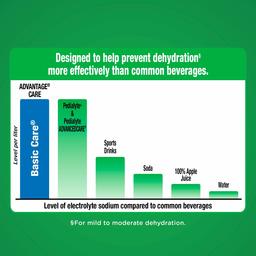 Designed to help prevent dehydration§
more effectively than common beverages.
ADVANTAGE®
CARE
Basic Care®
Pedialyte®
&
Pedialyte
ADVANCEDCARE™
Sports
Drinks
Soda
100% Apple
Juice
Water
Level per liter
Level of electrolyte sodium compared to common beverages
§For mild to moderate dehydration.